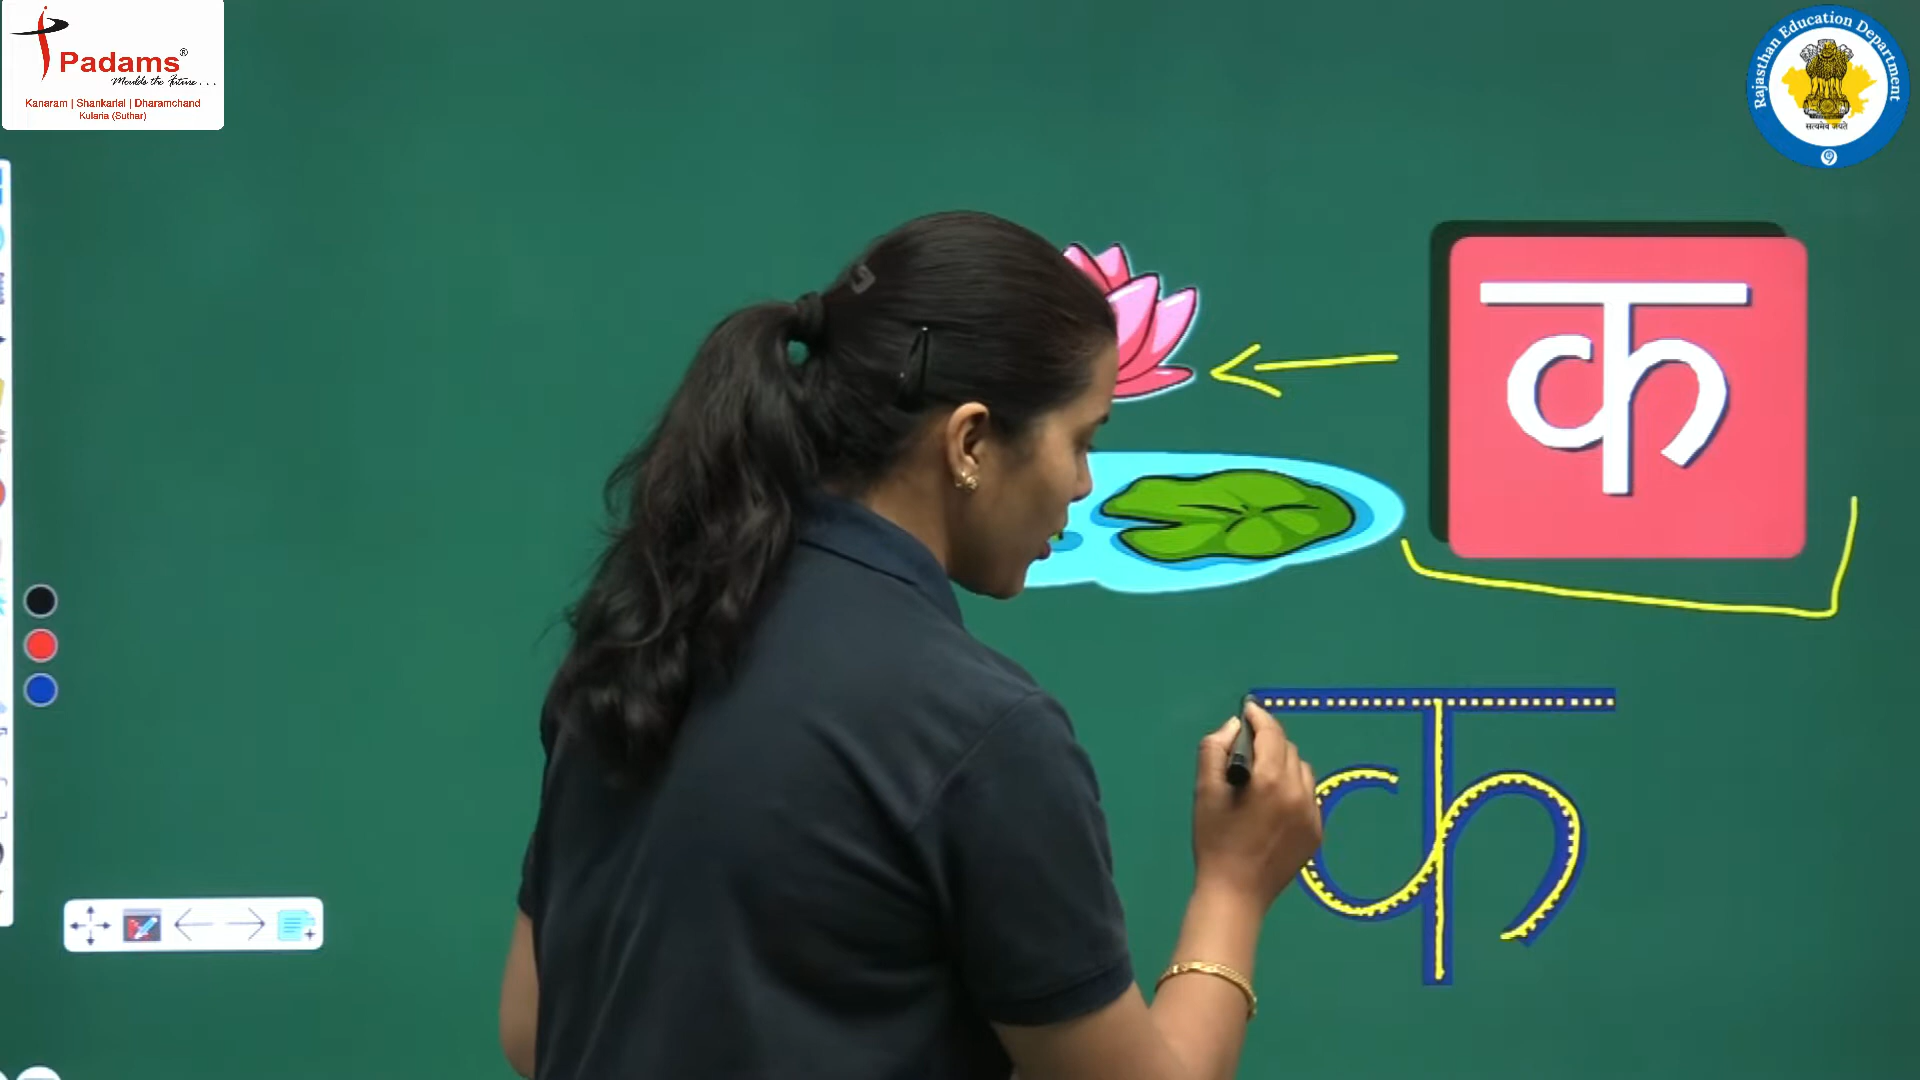 Padams®
Moulds the Future...
Kanaram | Shankarlal | Dharamchand
Kularia (Suthar)
Rajasthan Education Department
सत्यमेव जयते
क
क